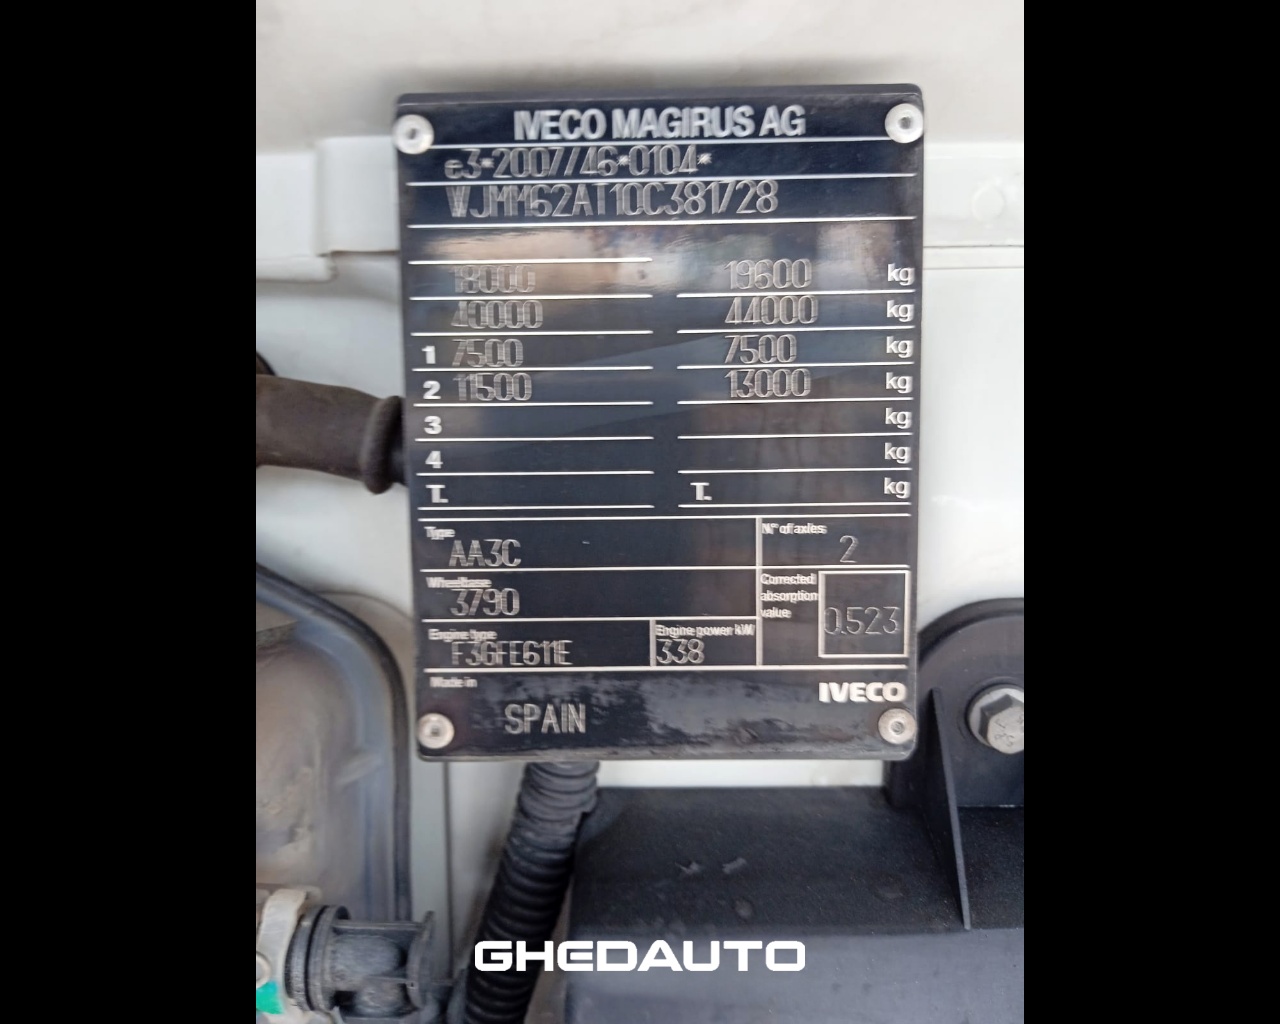 IVECO MAGIRUS AG
e3*2007/46*0104*
WJMM62AT10C381728
18000 19600 kg
40000 44000 kg
1 7500 7500 kg
2 11500 13000 kg
3 kg
4 kg
T. T. kg
Type N° of axles
AA3C 2
Wheelbase Corrected absorption value
3790 0.523
Engine type Engine power kW
F3GFE611E 338
Made in IVECO
SPAIN
GHEDAUTO